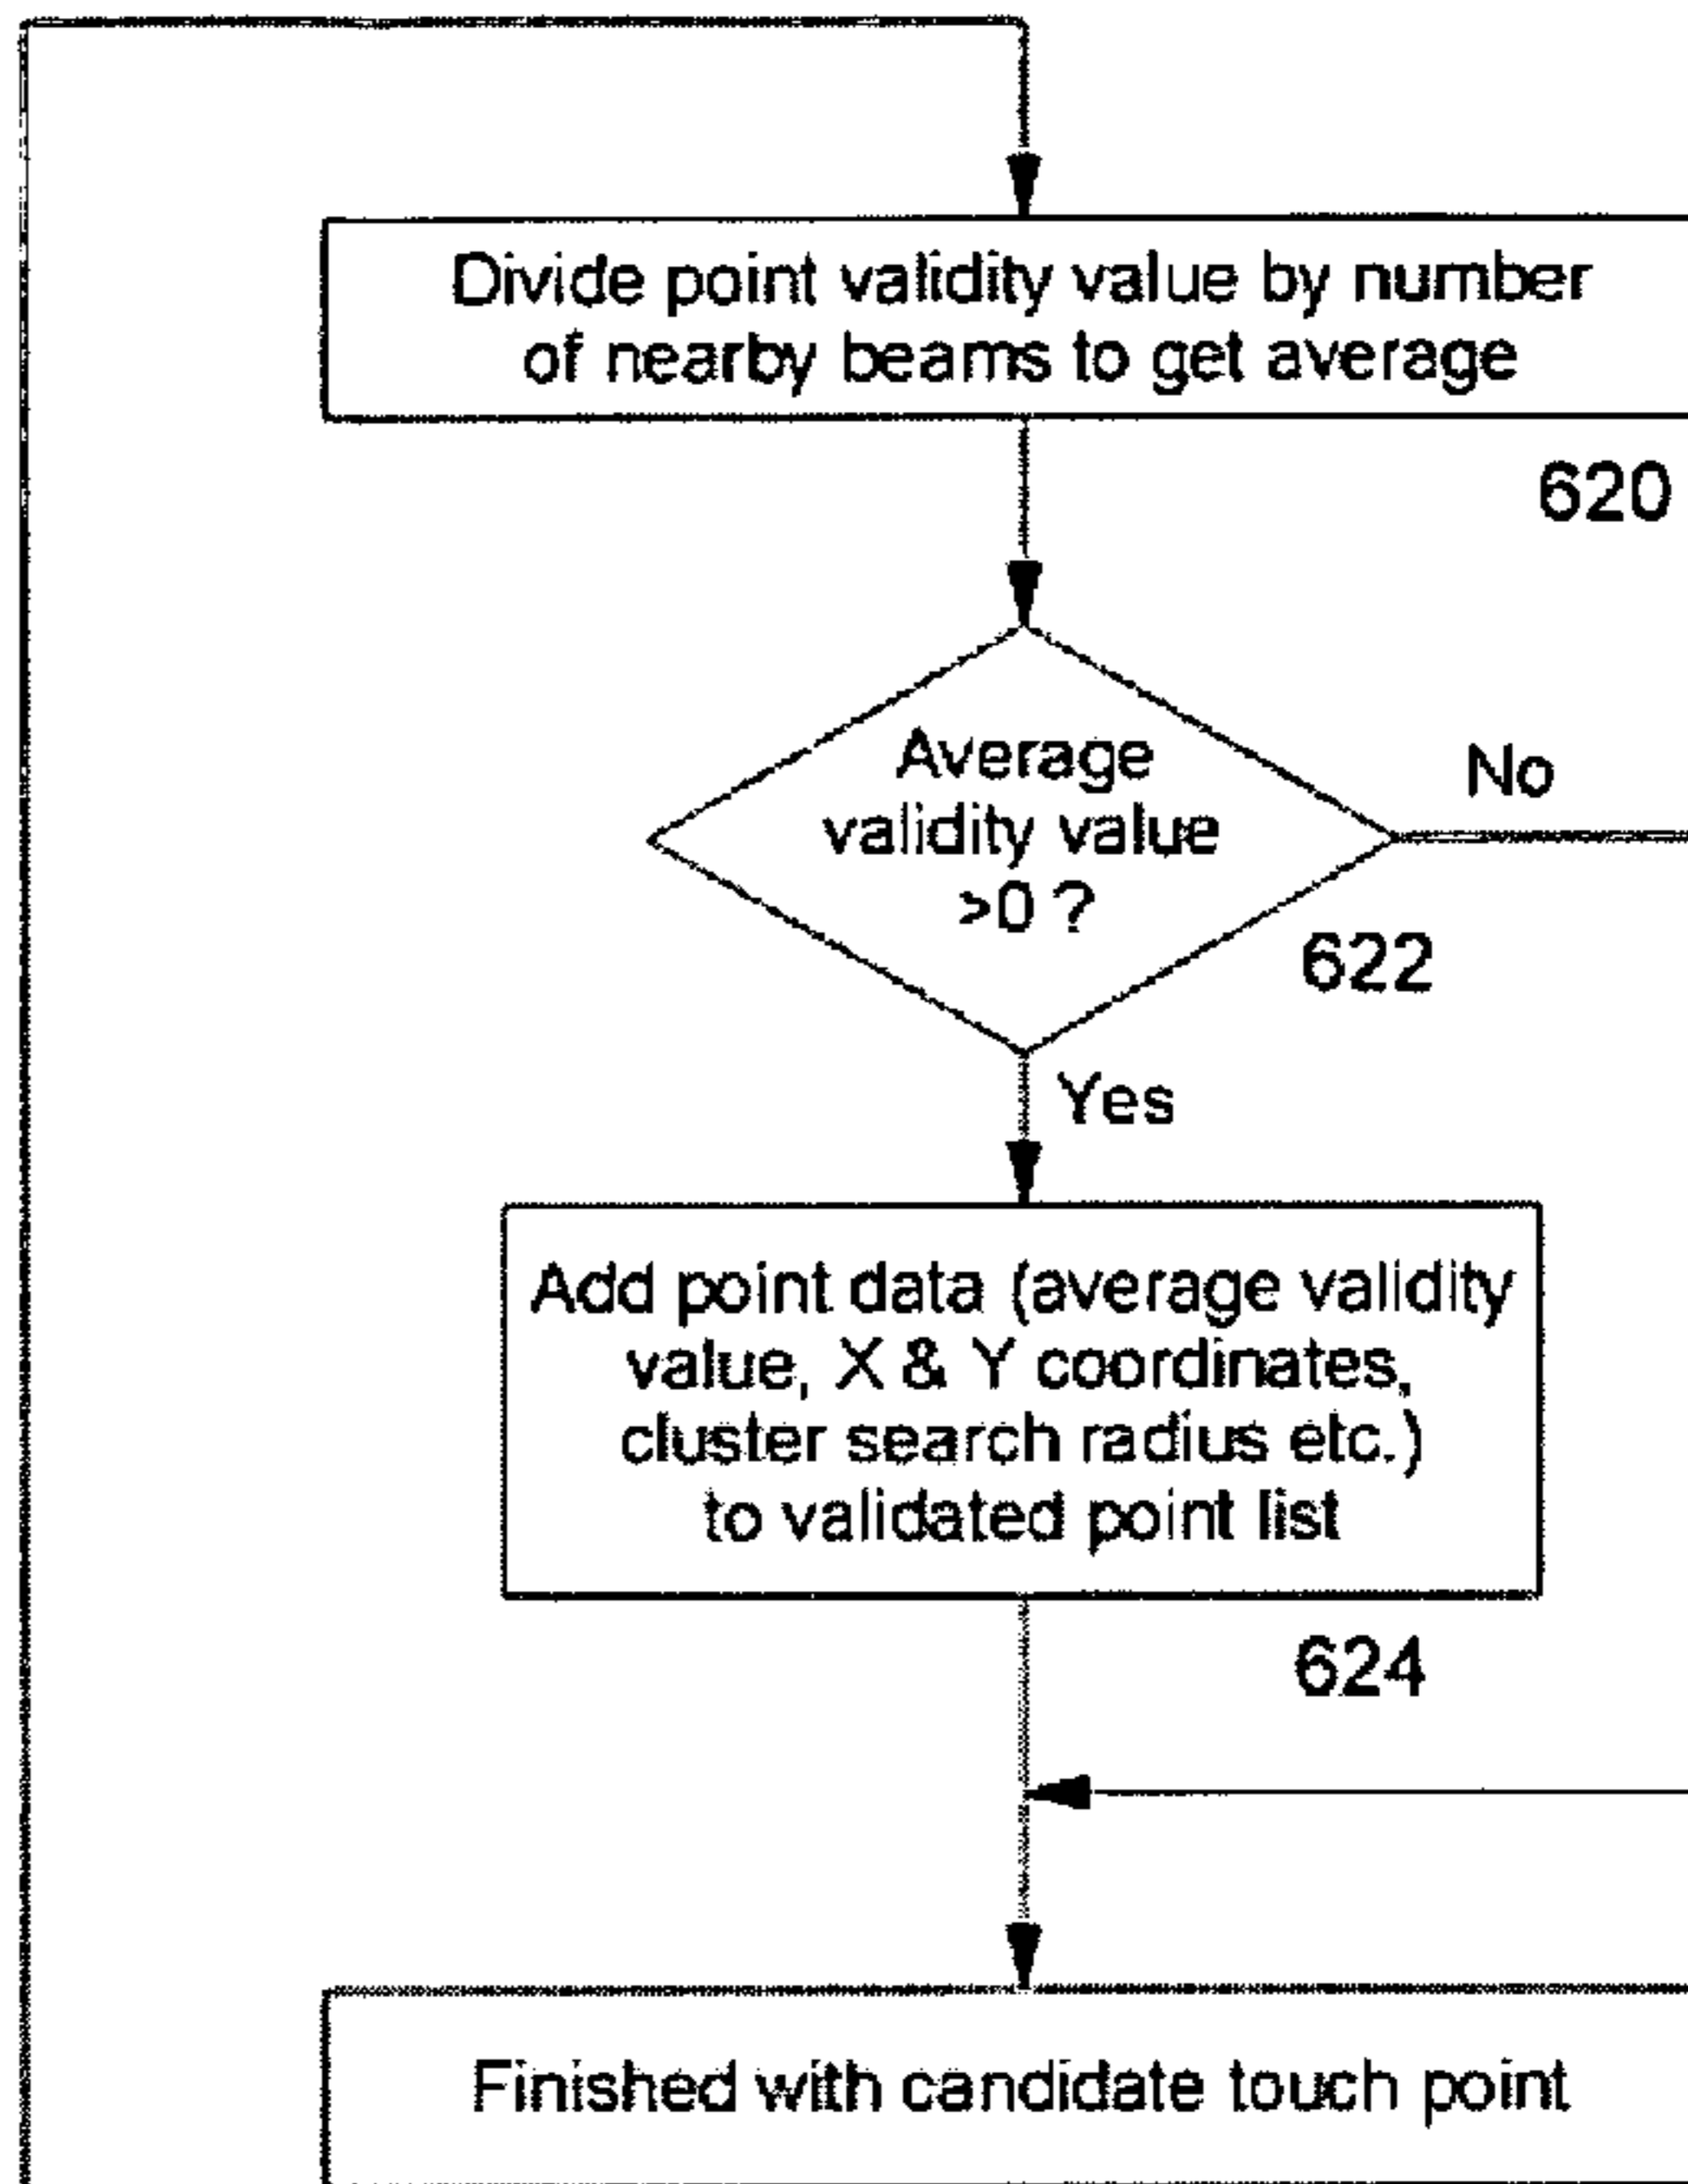 Divide point validity value by number
of nearby beams to get average
620
Average
validity value
>0 ?
No
622
Yes
Add point data (average validity
value, X & Y coordinates,
cluster search radius etc.)
to validated point list
624
Finished with candidate touch point